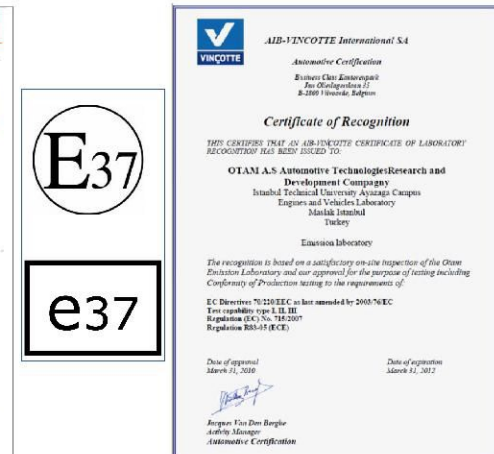 E37
e37
VINÇOTTE
AIB-VINCOTTE International SA
Automotive Certification
Business Class Kantorenpark
Jan Olieslagerslaan 35
B-1800 Vilvoorde, Belgium
Certificate of Recognition
THIS CERTIFIES THAT AN AIB-VINCOTTE CERTIFICATE OF LABORATORY
RECOGNITION HAS BEEN ISSUED TO:
OTAM A.S Automotive TechnologiesResearch and
Development Compagny
Istanbul Technical University Ayazaga Campus
Engines and Vehicles Laboratory
Maslak Istanbul
Turkey
Emission laboratory
The recognition is based on a satisfactory on-site inspection of the Otam
Emission Laboratory and our approval for the purpose of testing including
Conformity of Production testing to the requirements of:
EC Directives 70/220/EEC as last amended by 2003/76/EC
Test capability type I, II, III
Regulation (EC) No. 715/2007
Regulation R83-05 (ECE)
Date of approval
March 31, 2010
Date of expiration
March 31, 2012
Jacques Van Den Berghe
Activity Manager
Automotive Certification